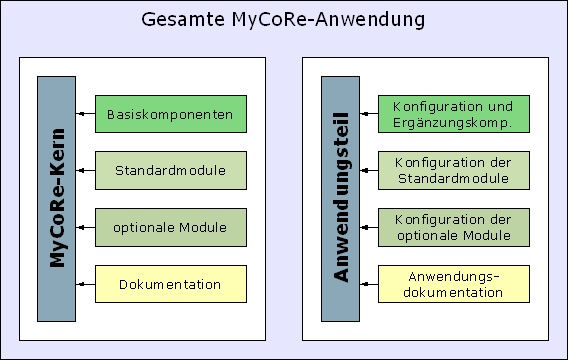 Gesamte MyCoRe-Anwendung
MyCoRe-Kern
Basiskomponenten
Standardmodule
optionale Module
Dokumentation
Anwendungsteil
Konfiguration und
Ergänzungskomp.
Konfiguration der
Standardmodule
Konfiguration der
optionale Module
Anwendungs-
dokumentation